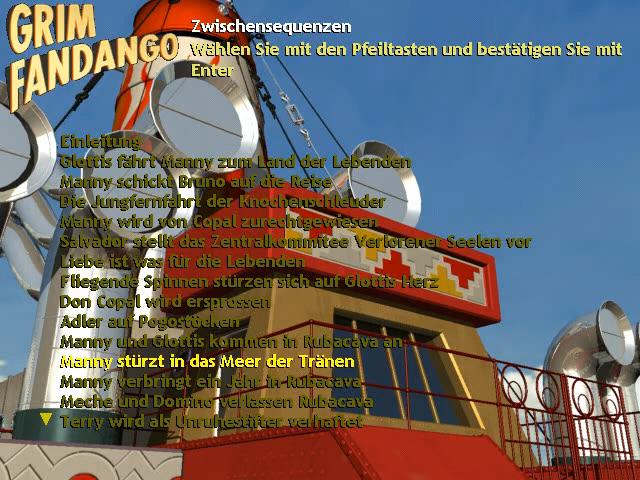 GRIM
FANDANGO
Zwischensequenzen
Wählen Sie mit den Pfeiltasten und bestätigen Sie mit
Enter
Einleitung
Glottis fährt Manny zum Land der Lebenden
Manny schickt Bruno auf die Reise
Die Jungfernfahrt der Knochenschleuder
Manny wird von Copal zurechtgewiesen
Salvador stellt das Zentralkommitee Verlorener Seelen vor
Liebe ist was für die Lebenden
Fliegende Spinnen stürzen sich auf Glottis Herz
Don Copal wird ersprossen
Adler auf Pogostöcken
Manny und Glottis kommen in Rubacava an
Manny stürzt in das Meer der Tränen
Manny verbringt ein Jahr in Rubacava
Meche und Domino verlassen Rubacava
Terry wird als Unruhestifter verhaftet